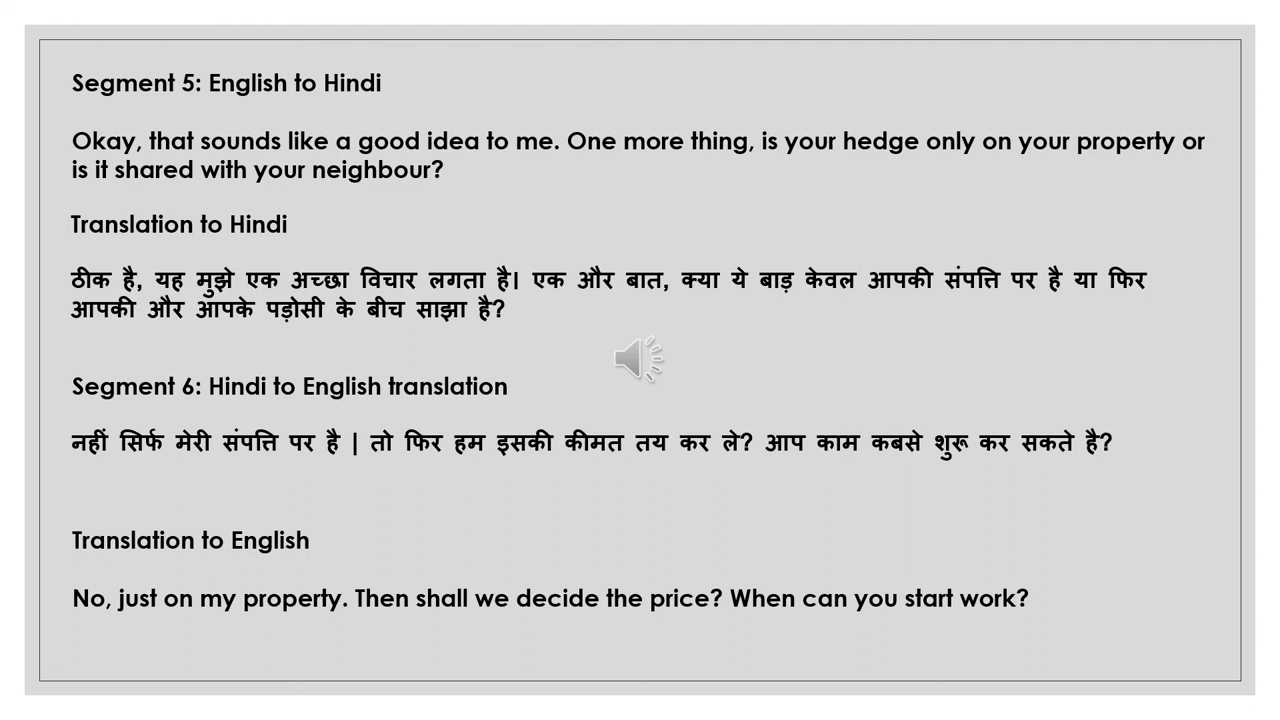 Segment 5: English to Hindi
Okay, that sounds like a good idea to me. One more thing, is your hedge only on your property or
is it shared with your neighbour?
Translation to Hindi
ठीक है, यह मुझे एक अच्छा विचार लगता है। एक और बात, क्या ये बाड़ केवल आपकी संपत्ति पर है या फिर
आपकी और आपके पड़ोसी के बीच साझा है?
Segment 6: Hindi to English translation
नहीं सिर्फ मेरी संपत्ति पर है | तो फिर हम इसकी कीमत तय कर ले? आप काम कबसे शुरू कर सकते है?
Translation to English
No, just on my property. Then shall we decide the price? When can you start work?